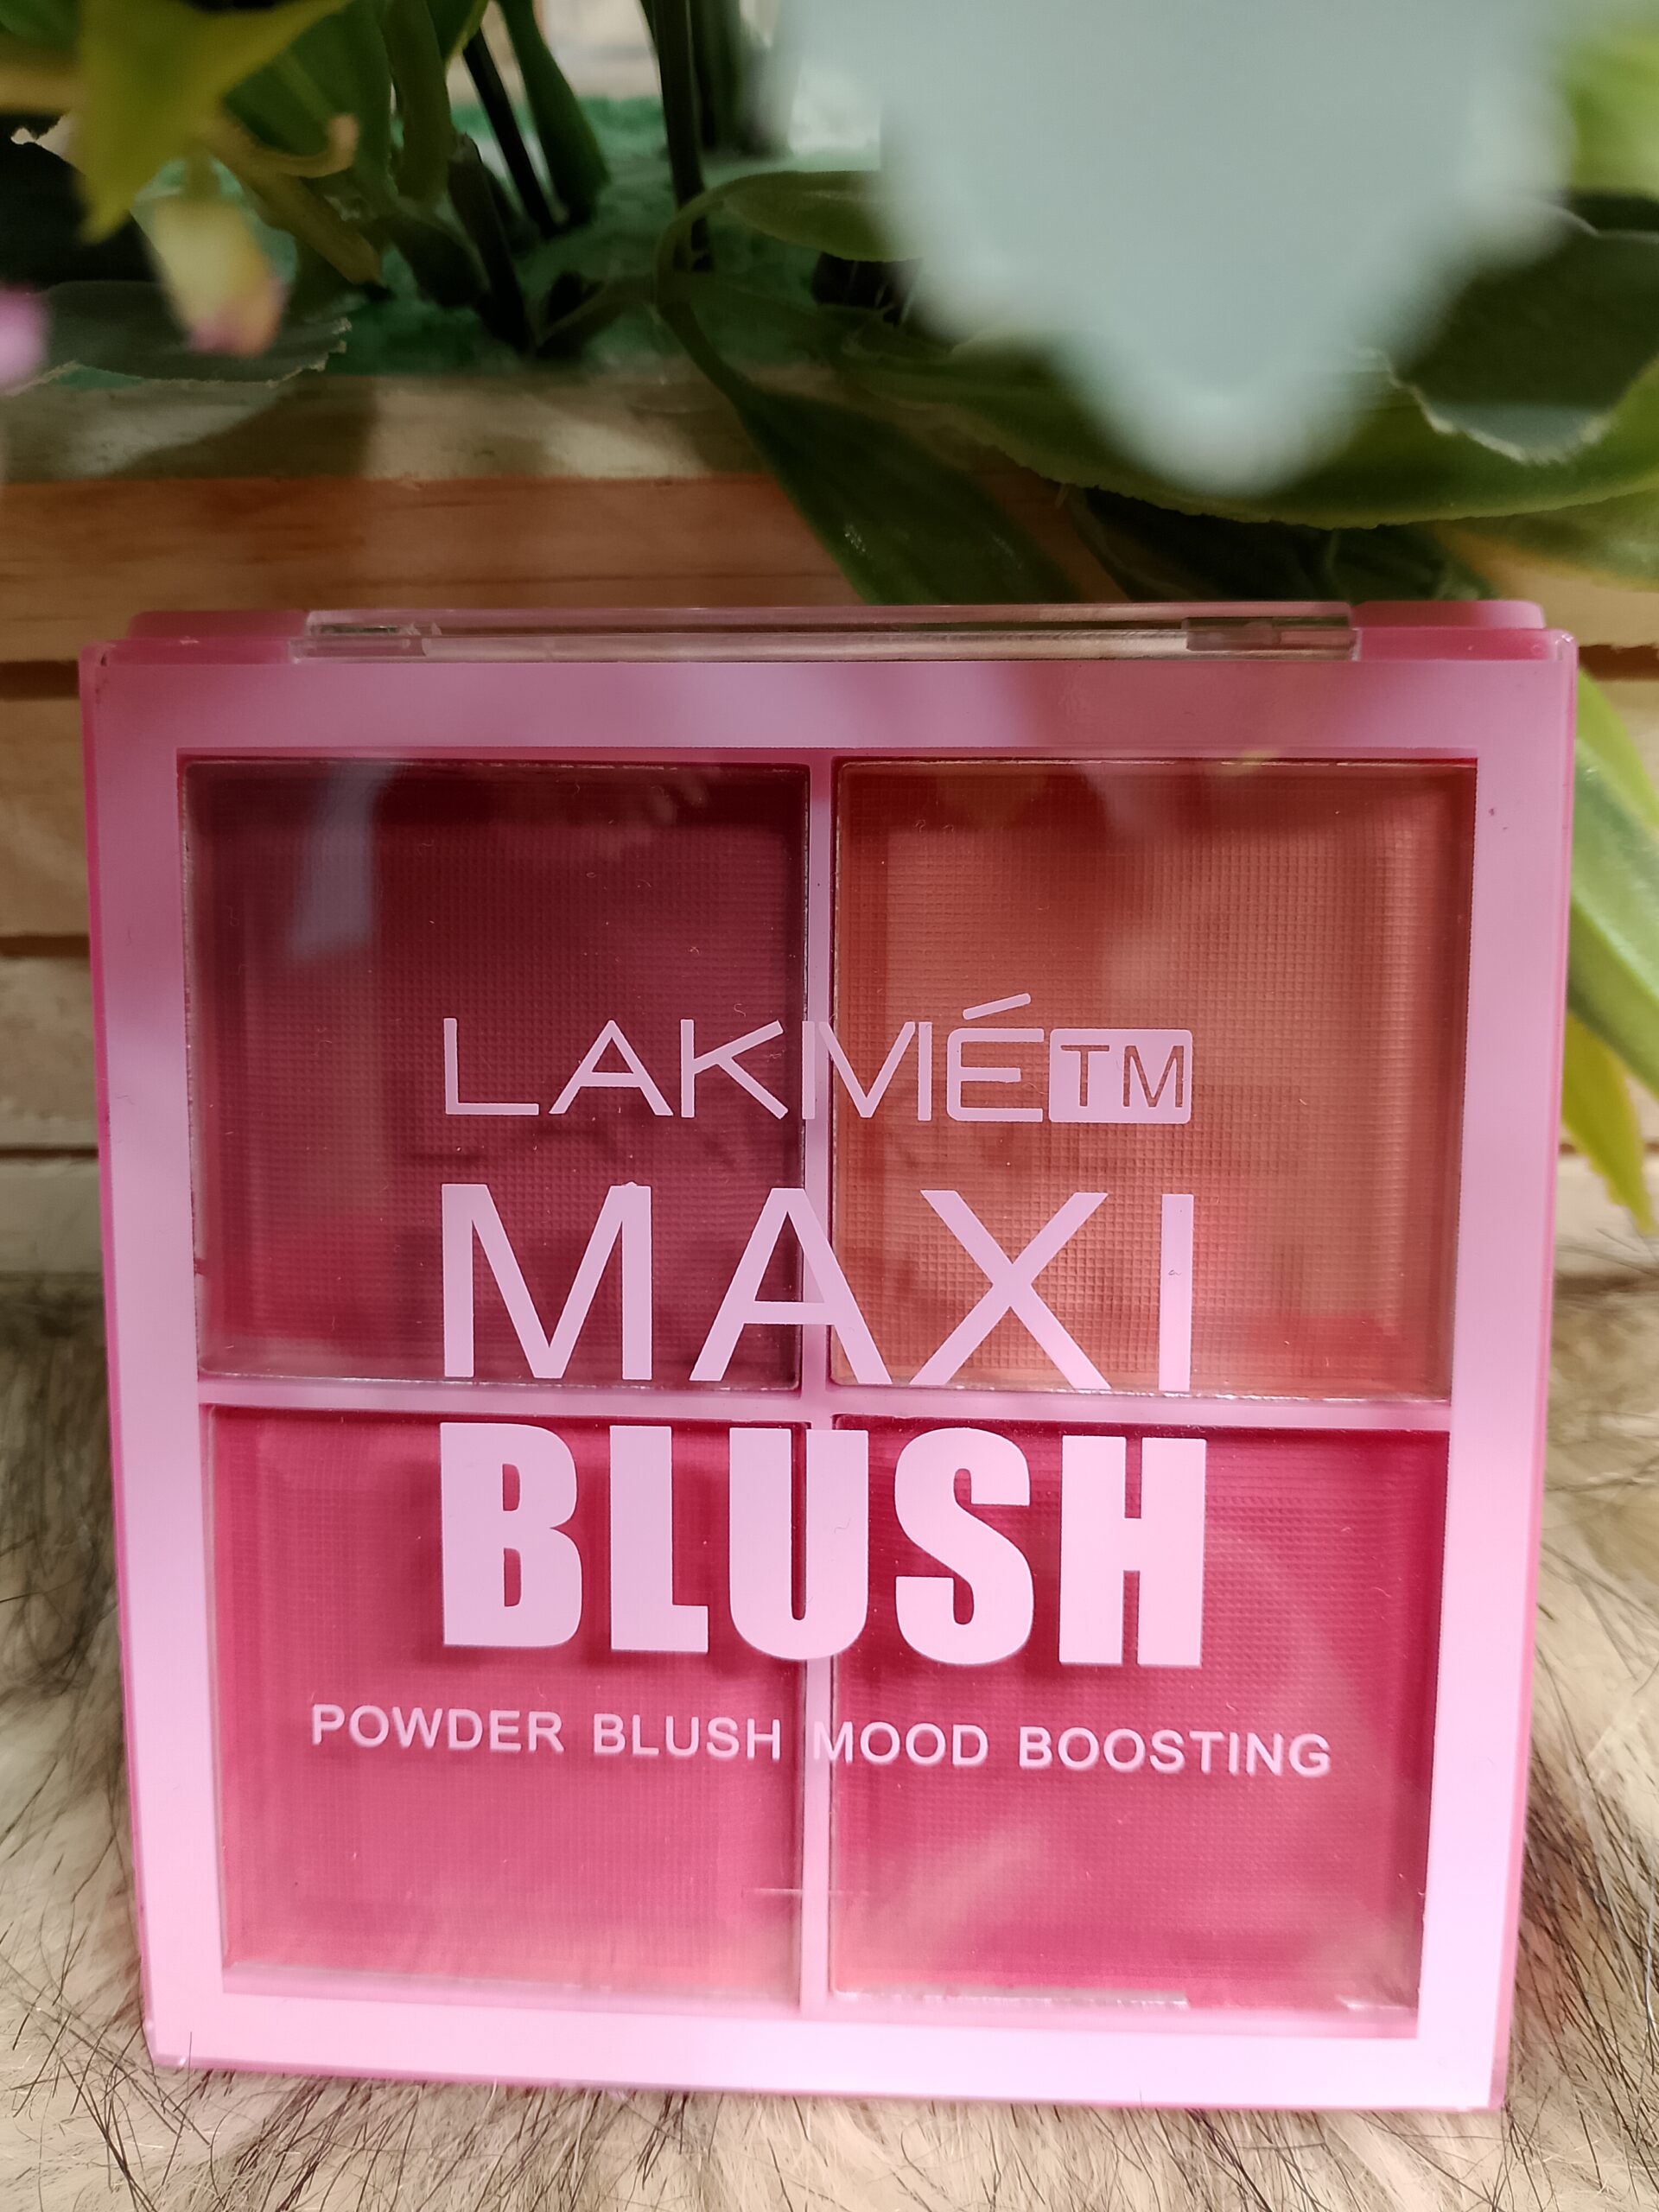 LAKMÉ TM
MAXI
BLUSH
POWDER BLUSH MOOD BOOSTING